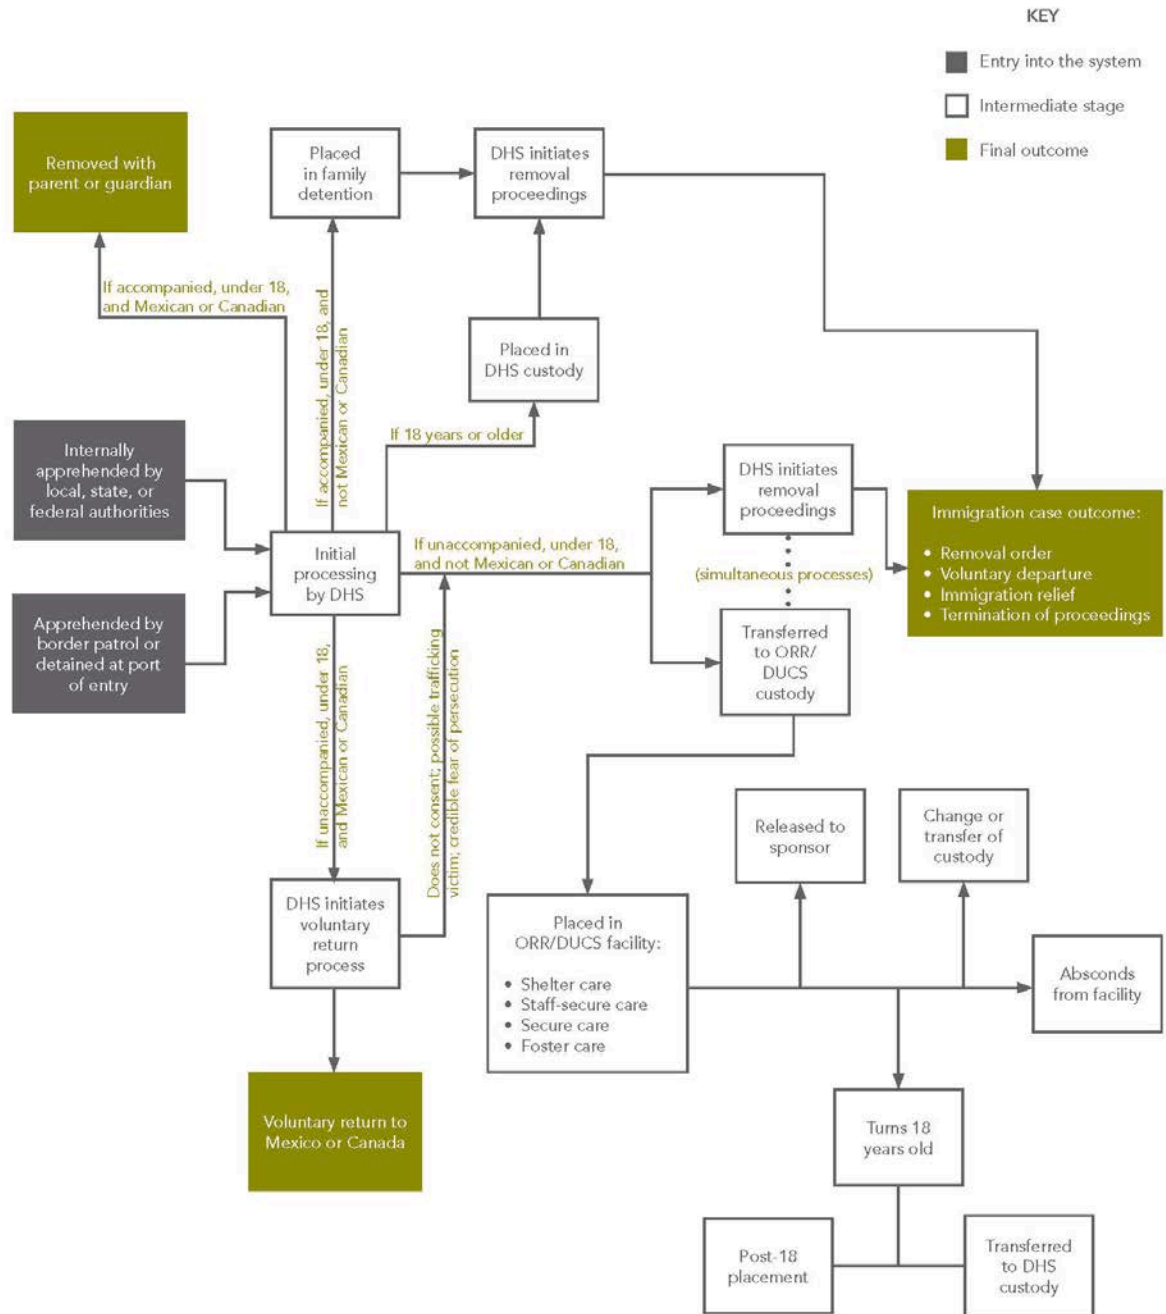 KEY
Entry into the system
Intermediate stage
Final outcome
Removed with
parent or guardian
Placed
in family
detention
DHS initiates
removal
proceedings
If accompanied, under 18,
and Mexican or Canadian
If accompanied, under 18, and
not Mexican or Canadian
Placed in
DHS custody
If 18 years or older
Internally
apprehended by
local, state, or
federal authorities
Initial
processing
by DHS
If unaccompanied, under 18,
and not Mexican or Canadian
DHS initiates
removal
proceedings
(simultaneous processes)
Immigration case outcome:
• Removal order
• Voluntary departure
• Immigration relief
• Termination of proceedings
Apprehended by
border patrol or
detained at port
of entry
Transferred
to ORR/
DUCS
custody
If unaccompanied, under 18,
and Mexican or Canadian
Does not consent; possible trafficking
victim; credible fear of persecution
Released to
sponsor
Change or
transfer of
custody
DHS initiates
voluntary
return
process
Placed in
ORR/DUCS facility:
• Shelter care
• Staff-secure care
• Secure care
• Foster care
Absconds
from facility
Voluntary return to
Mexico or Canada
Turns 18
years old
Post-18
placement
Transferred
to DHS
custody